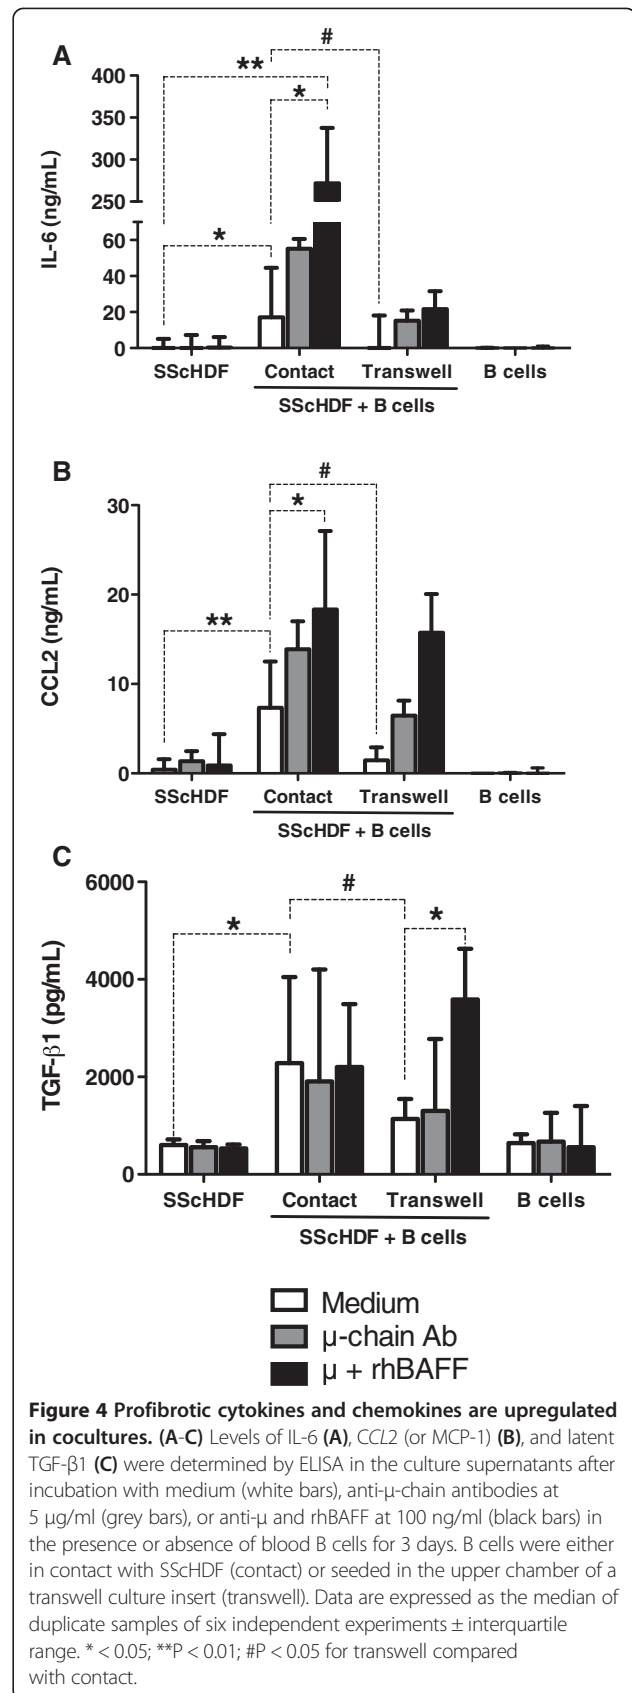 A
#
**
*
*
400
350
300
250
60
40
20
0
IL-6 (ng/mL)
SScHDF Contact Transwell B cells
SScHDF + B cells
B
#
*
**
30
20
10
0
CCL2 (ng/mL)
SScHDF Contact Transwell B cells
SScHDF + B cells
C
#
*
*
6000
4000
2000
0
TGF-β1 (pg/mL)
SScHDF Contact Transwell B cells
SScHDF + B cells
Medium
μ-chain Ab
μ + rhBAFF
Figure 4 Profibrotic cytokines and chemokines are upregulated
in cocultures. (A-C) Levels of IL-6 (A), CCL2 (or MCP-1) (B), and latent
TGF-β1 (C) were determined by ELISA in the culture supernatants after
incubation with medium (white bars), anti-μ-chain antibodies at
5 μg/ml (grey bars), or anti-μ and rhBAFF at 100 ng/ml (black bars) in
the presence or absence of blood B cells for 3 days. B cells were either
in contact with SScHDF (contact) or seeded in the upper chamber of a
transwell culture insert (transwell). Data are expressed as the median of
duplicate samples of six independent experiments ± interquartile
range. * < 0.05; **P < 0.01; #P < 0.05 for transwell compared
with contact.